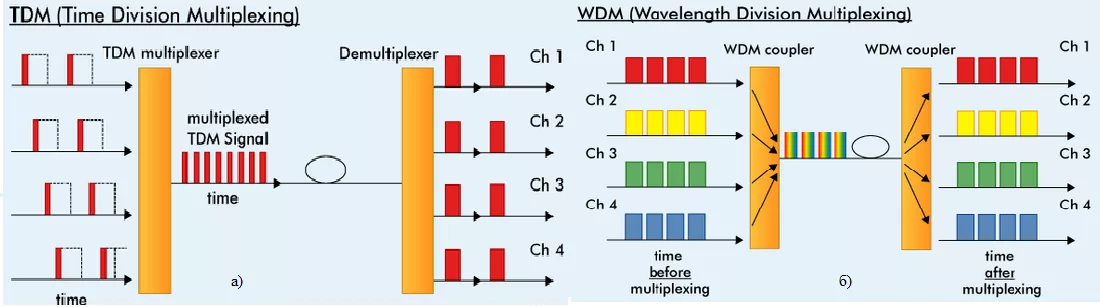 TDM (Time Division Multiplexing)
TDM multiplexer
Demultiplexer
multiplexed
TDM Signal
time
time
Ch 1
Ch 2
Ch 3
Ch 4
а)
WDM (Wavelength Division Multiplexing)
Ch 1
WDM coupler
WDM coupler
Ch 1
Ch 2
Ch 2
Ch 3
Ch 3
Ch 4
Ch 4
time
before
multiplexing
б)
time
after
multiplexing